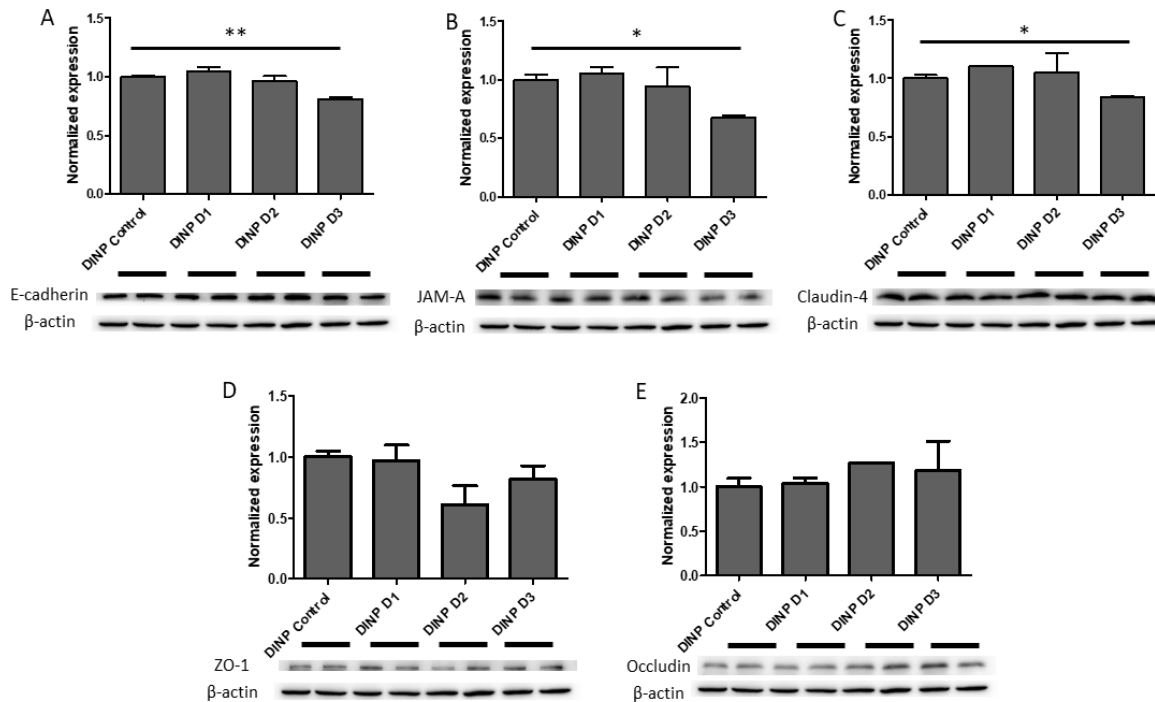 A
Normalized expression
1.5
1.0
0.5
0.0
**
DINP Control
DINP D1
DINP D2
DINP D3
E-cadherin
β-actin
B
Normalized expression
1.5
1.0
0.5
0.0
*
DINP Control
DINP D1
DINP D2
DINP D3
JAM-A
β-actin
C
Normalized expression
1.5
1.0
0.5
0.0
*
DINP Control
DINP D1
DINP D2
DINP D3
Claudin-4
β-actin
D
Normalized expression
1.5
1.0
0.5
0.0
DINP Control
DINP D1
DINP D2
DINP D3
ZO-1
β-actin
E
Normalized expression
2.0
1.5
1.0
0.5
0.0
DINP Control
DINP D1
DINP D2
DINP D3
Occludin
β-actin